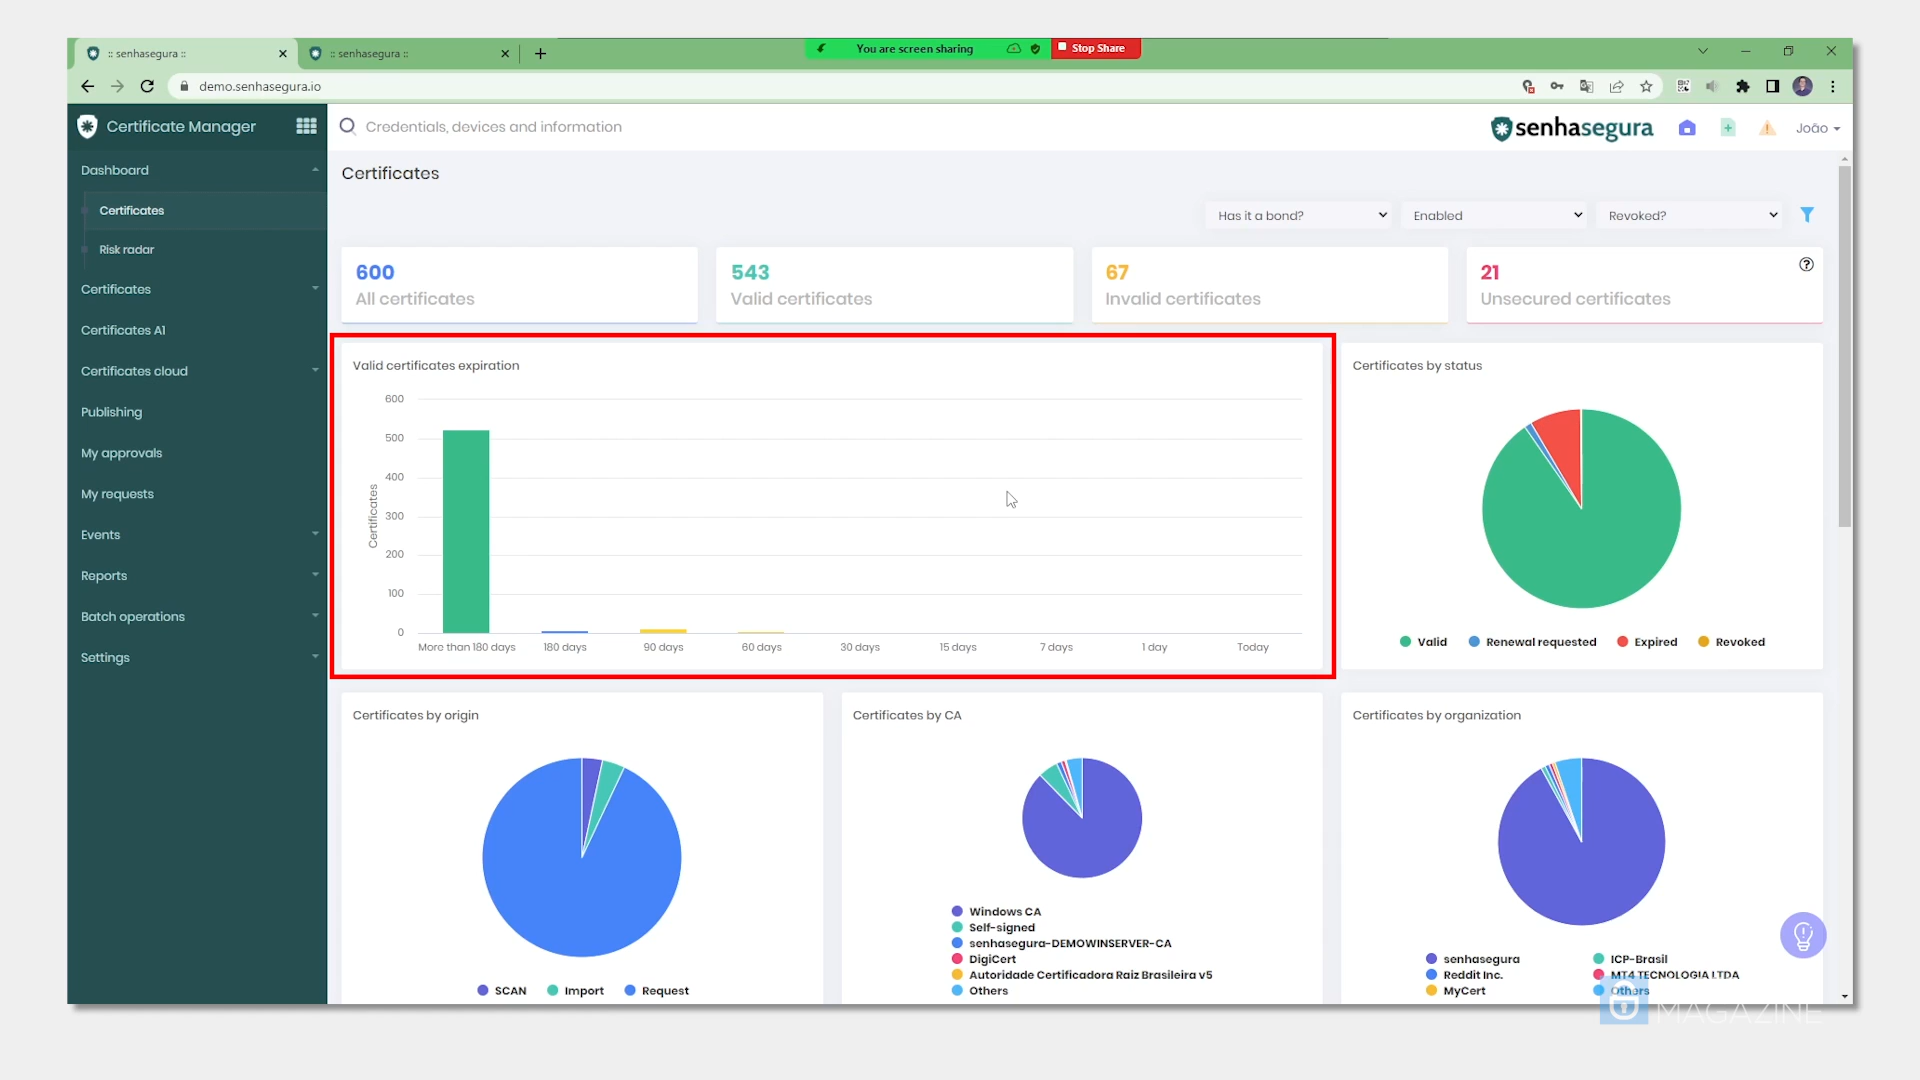 :: senhasegura ::
:: senhasegura ::
You are screen sharing
Stop Share
demo.senhasegura.io
Certificate Manager
Credentials, devices and information
senhasegura
João
Dashboard
Certificates
Risk radar
Certificates
Certificates A1
Certificates cloud
Publishing
My approvals
My requests
Events
Reports
Batch operations
Settings
Certificates
Has it a bond?
Enabled
Revoked?
600
All certificates
543
Valid certificates
67
Invalid certificates
21
Unsecured certificates
Valid certificates expiration
600
500
400
300
200
100
0
Certificates
More than 180 days
180 days
90 days
60 days
30 days
15 days
7 days
1 day
Today
Certificates by status
Valid
Renewal requested
Expired
Revoked
Certificates by origin
SCAN
Import
Request
Certificates by CA
Windows CA
Self-signed
senhasegura-DEMOWINSERVER-CA
DigiCert
Autoridade Certificadora Raiz Brasileira v5
Others
Certificates by organization
senhasegura
ICP-Brasil
Reddit Inc.
MT4 TECNOLOGIA LTDA
MyCert
Others
MAGAZINE